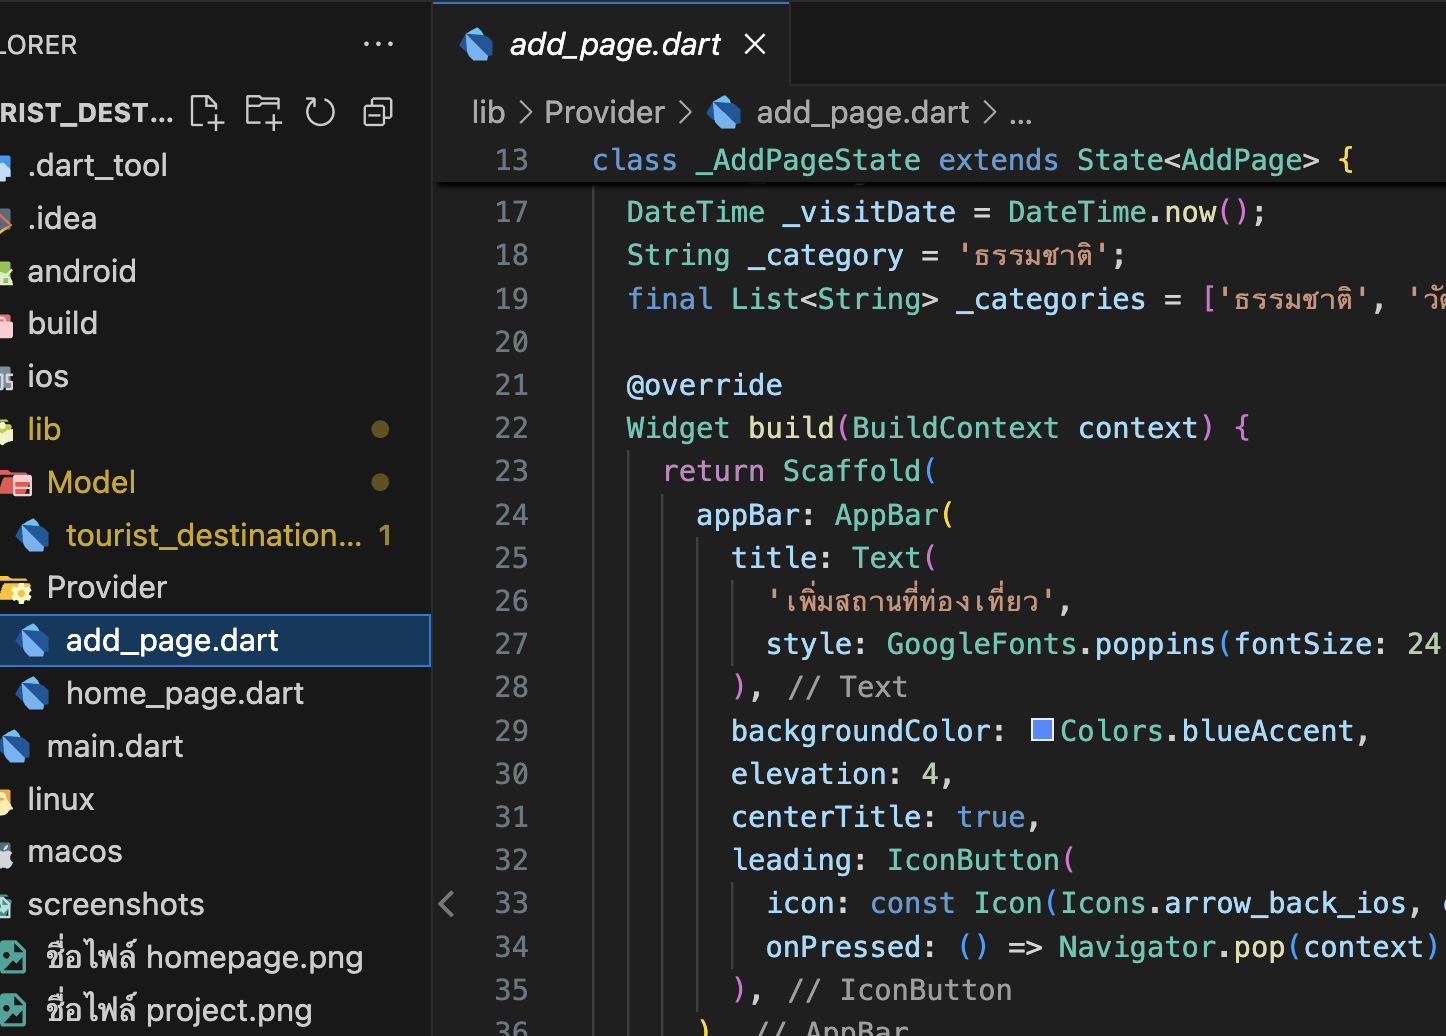 LORER ...
add_page.dart
RIST_DEST...
lib > Provider > add_page.dart > ...
.dart_tool
.idea
android
build
ios
lib
Model
tourist_destination... 1
Provider
add_page.dart
home_page.dart
main.dart
linux
macos
screenshots
ชื่อไฟล์ homepage.png
ชื่อไฟล์ project.png
13 class _AddPageState extends State<AddPage> {
17 DateTime _visitDate = DateTime.now();
18 String _category = 'ธรรมชาติ';
19 final List<String> _categories = ['ธรรมชาติ', 'วั
20
21 @override
22 Widget build(BuildContext context) {
23 return Scaffold(
24 appBar: AppBar(
25 title: Text(
26 'เพิ่มสถานที่ท่องเที่ยว',
27 style: GoogleFonts.poppins(fontSize: 24
28 ), // Text
29 backgroundColor: Colors.blueAccent,
30 elevation: 4,
31 centerTitle: true,
32 leading: IconButton(
33 icon: const Icon(Icons.arrow_back_ios,
34 onPressed: () => Navigator.pop(context)
35 ), // IconButton
36 ) // AppBar